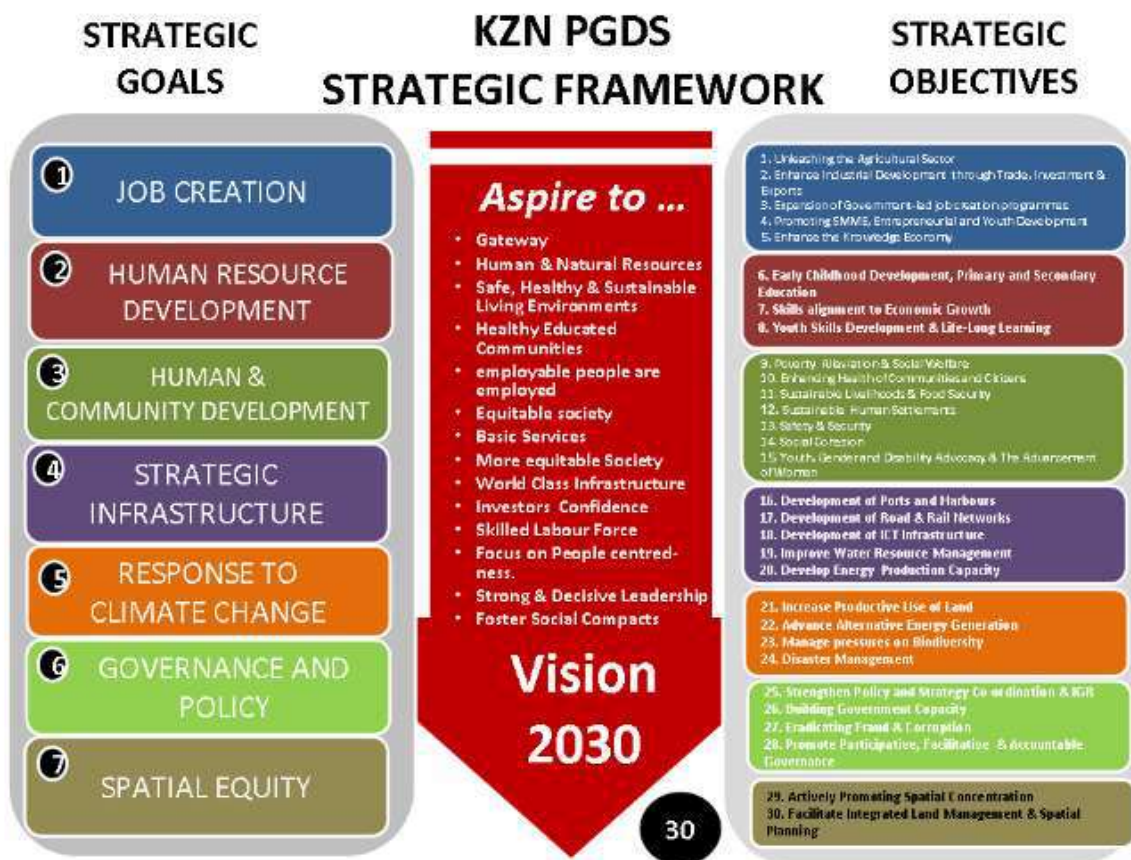 STRATEGIC
GOALS
1
JOB CREATION
2
HUMAN RESOURCE
DEVELOPMENT
3
HUMAN &
COMMUNITY DEVELOPMENT
4
STRATEGIC
INFRASTRUCTURE
5
RESPONSE TO
CLIMATE CHANGE
6
GOVERNANCE AND
POLICY
7
SPATIAL EQUITY
KZN PGDS
STRATEGIC FRAMEWORK
Aspire to ...
• Gateway
• Human & Natural Resources
• Safe, Healthy & Sustainable
Living Environments
• Healthy Educated
Communities
• employable people are
employed
• Equitable society
• Basic Services
• More equitable Society
• World Class Infrastructure
• Investors Confidence
• Skilled Labour Force
• Focus on People centred-
ness.
• Strong & Decisive Leadership
• Foster Social Compacts
Vision
2030
30
STRATEGIC
OBJECTIVES
1. Unleashing the Agricultural Sector
2. Enhance Industrial Development through Trade, Investment &
Exports
3. Expansion of Government-led job creation programmes
4. Promoting SMME, Entrepreneurial and Youth Development
5. Enhance the Knowledge Economy
6. Early Childhood Development, Primary and Secondary
Education
7. Skills alignment to Economic Growth
8. Youth Skills Development & Life-Long Learning
9. Poverty Alleviation & Social Welfare
10. Enhancing Health of Communities and Citizens
11. Sustainable Livelihoods & Food Security
12. Sustainable Human Settlements
13. Safety & Security
14. Social Cohesion
15. Youth, Gender and Disability Advocacy & The Advancement
of Women
16. Development of Ports and Harbours
17. Development of Road & Rail Networks
18. Development of ICT Infrastructure
19. Improve Water Resource Management
20. Develop Energy Production Capacity
21. Increase Productive Use of Land
22. Advance Alternative Energy Generation
23. Manage pressures on Biodiversity
24. Disaster Management
25. Strengthen Policy and Strategy Co-ordination & IGR
26. Building Government Capacity
27. Eradicating Fraud & Corruption
28. Promote Participative, Facilitative & Accountable
Governance
29. Actively Promoting Spatial Concentration
30. Facilitate Integrated Land Management & Spatial
Planning